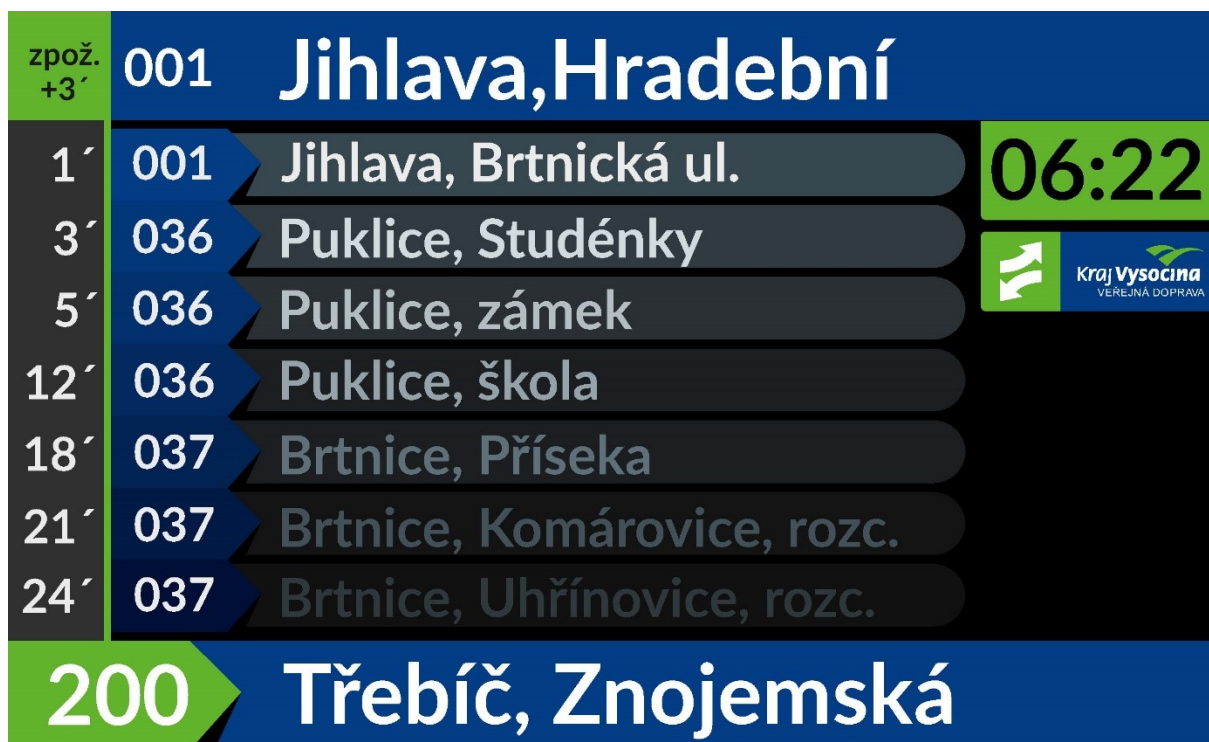 zpož.
+3´
001 Jihlava,Hradební
1´ 001 Jihlava, Brtnická ul.
06:22
3´ 036 Puklice, Studénky
Kraj Vysočina
VEŘEJNÁ DOPRAVA
5´ 036 Puklice, zámek
12´ 036 Puklice, škola
18´ 037 Brtnice, Příseka
21´ 037 Brtnice, Komárovice, rozc.
24´ 037 Brtnice, Uhřínovice, rozc.
200 Třebíč, Znojemská